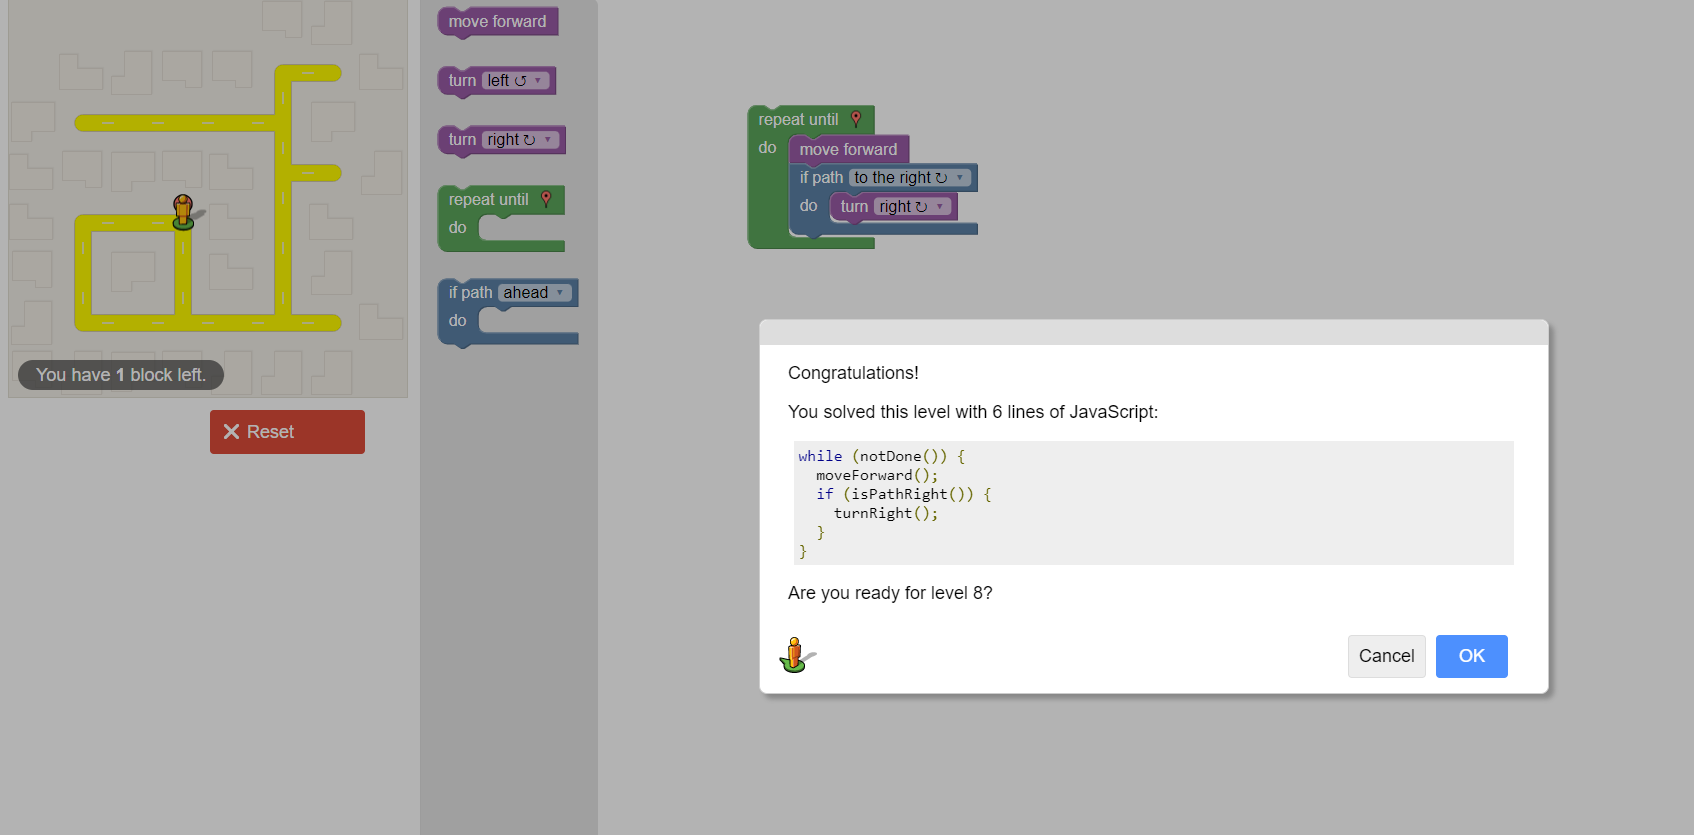 move forward
turn left ↺ ▾
turn right ↻ ▾
repeat until
do
if path ahead ▾
do
repeat until
do
move forward
if path to the right ↻ ▾
do
turn right ↻ ▾
You have 1 block left.
Reset
Congratulations!
You solved this level with 6 lines of JavaScript:
while (notDone()) {
  moveForward();
  if (isPathRight()) {
    turnRight();
  }
}
Are you ready for level 8?
Cancel
OK